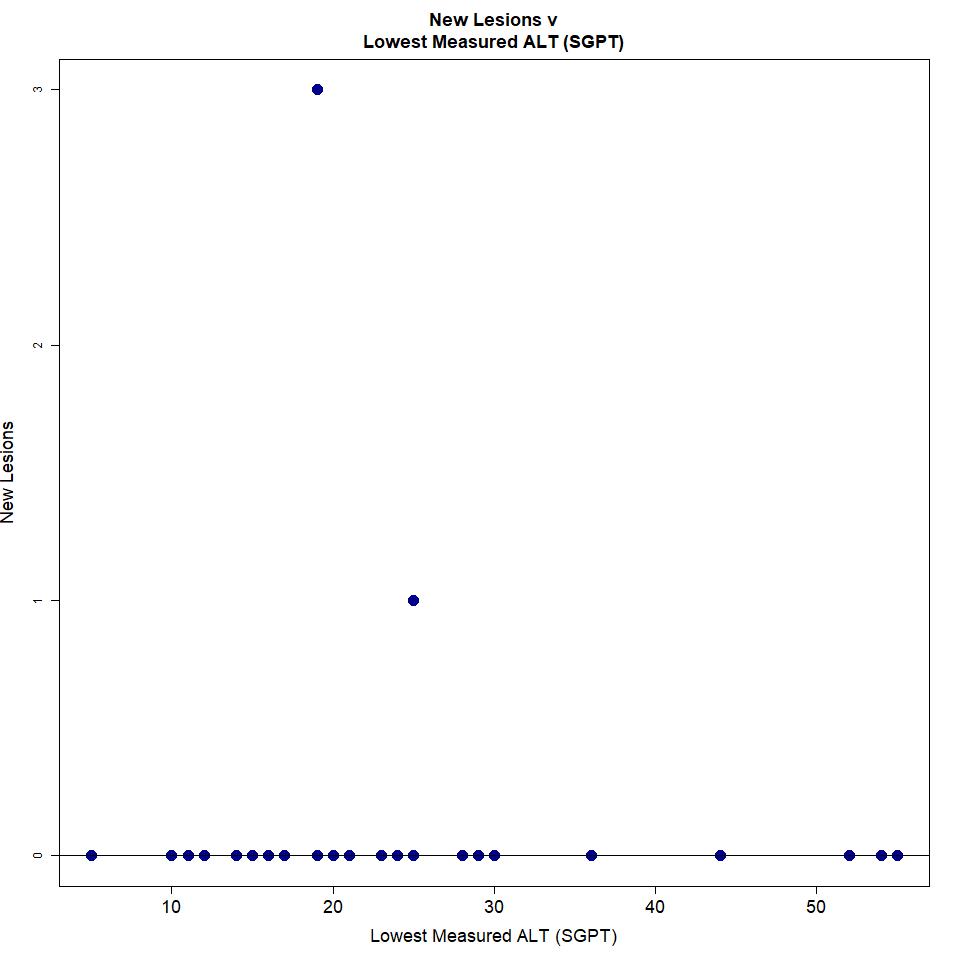 New Lesions v
Lowest Measured ALT (SGPT)
3
2
1
0
New Lesions
10 20 30 40 50
Lowest Measured ALT (SGPT)